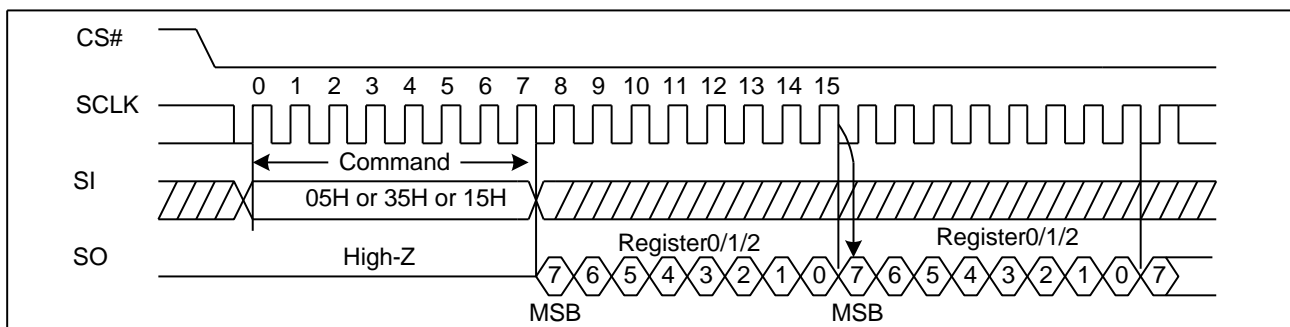 CS#
0 1 2 3 4 5 6 7 8 9 10 11 12 13 14 15
SCLK
Command
SI
05H or 35H or 15H
Register0/1/2 Register0/1/2
SO High-Z
7 6 5 4 3 2 1 0 7 6 5 4 3 2 1 0 7
MSB MSB